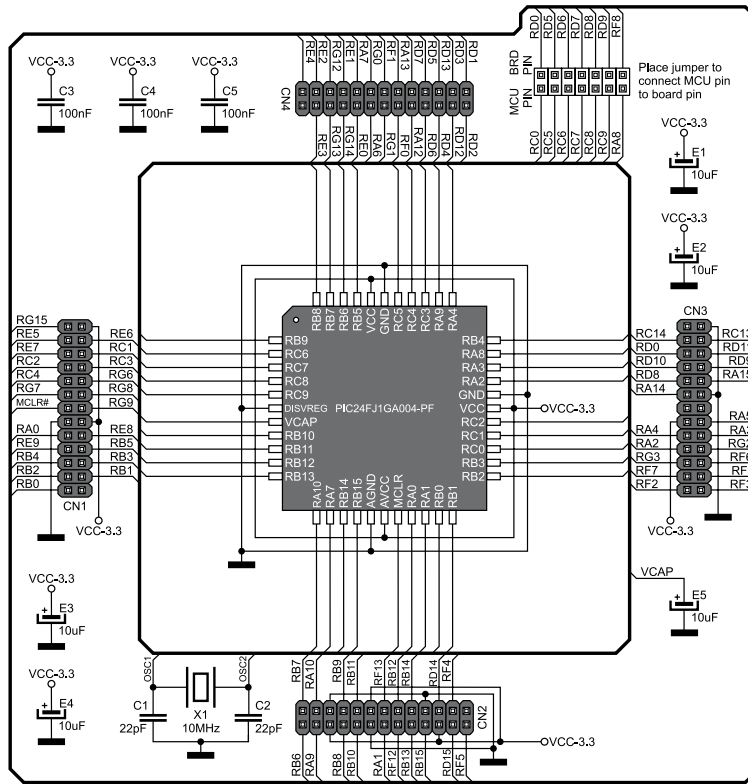 RE4
RE2
RG12
RE1
RA7
RG0
RF1
RA13
RD7
RD5
RD13
RD3
RD1
CN4
RE3
RG13
RG14
RE0
RA6
RG1
RF0
RA12
RD6
RD4
RD12
RD2
RD0
RD5
RD6
RD7
RD8
RD9
RF8
MCU BRD
PIN PIN
RC0
RC5
RC6
RC7
RC8
RC9
RA8
Place jumper to
connect MCU pin
to board pin
VCC-3.3
C3
100nF
VCC-3.3
C4
100nF
VCC-3.3
C5
100nF
VCC-3.3
E1
10uF
VCC-3.3
E2
10uF
RG15
RE5
RE7
RC2
RC4
RG7
MCLR#
RA0
RE9
RB4
RB2
RB0
CN1
VCC-3.3
RE6
RC1
RC3
RG6
RG8
RG9
RE8
RB5
RB3
RB1
RB8
RB7
RB6
RB5
VCC
GND
RC5
RC4
RC3
RA9
RA4
RB9
RC6
RC7
RC8
RC9
DISVREG
VCAP
RB10
RB11
RB12
RB13
PIC24FJ1GA004-PF
RB4
RA8
RA3
RA2
GND
VCC
RC2
RC1
RC0
RB3
RB2
VCC-3.3
RA10
RA7
RB14
RB15
AGND
AVCC
MCLR
RA0
RA1
RB0
RB1
CN3
RC14
RD0
RD10
RD8
RA14
RA4
RA2
RG3
RF7
RF2
RC13
RD11
RD9
RA15
RA5
RA3
RG2
RF6
VCC-3.3
VCAP
E5
10uF
VCC-3.3
E3
10uF
VCC-3.3
E4
10uF
OSC1
OSC2
C1
22pF
X1
10MHz
C2
22pF
RB7
RA10
RB9
RB11
RF13
RB12
RB14
RD14
RF4
CN2
RB6
RA9
RB8
RB10
RA1
RF12
RB13
RB15
RD15
RF5
VCC-3.3